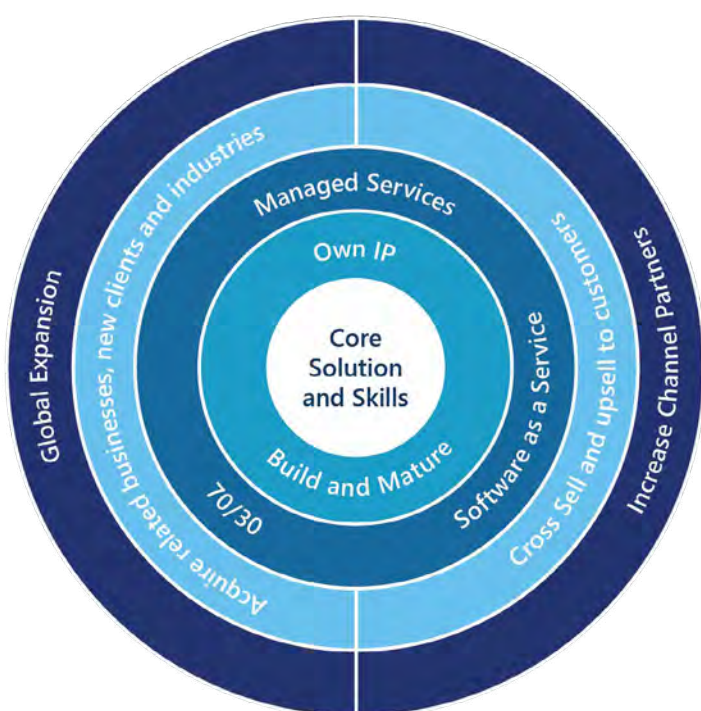 Global Expansion
Increase Channel Partners
Acquire related businesses, new clients and industries
Cross Sell and upsell to customers
Managed Services
Software as a Service
70/30
Own IP
Build and Mature
Core
Solution
and Skills